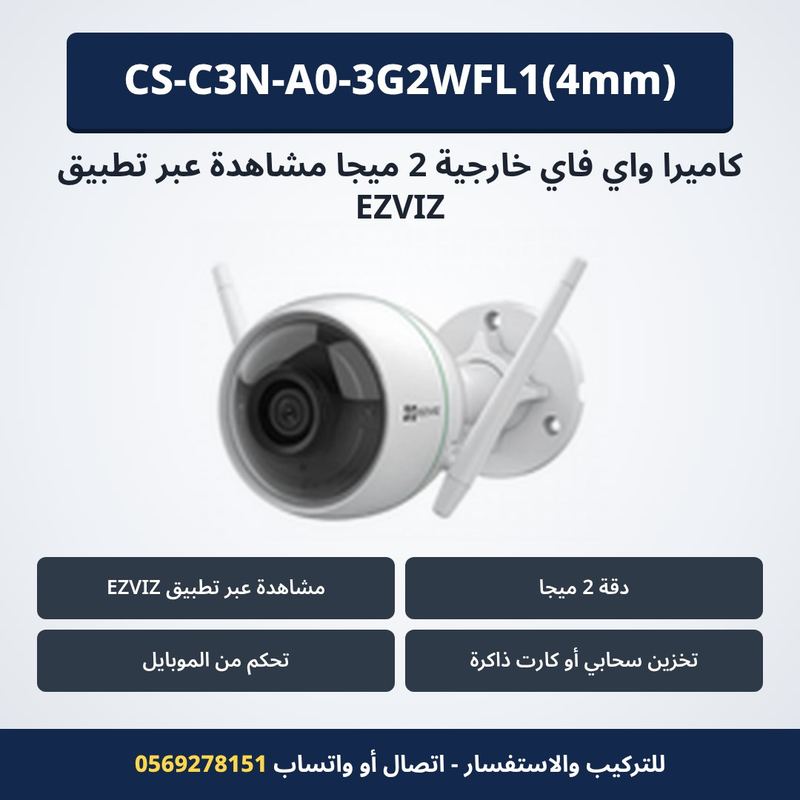 CS-C3N-A0-3G2WFL1(4mm)
كاميرا واي فاي خارجية 2 ميجا مشاهدة عبر تطبيق
EZVIZ
EZVIZ
دقة 2 ميجا
مشاهدة عبر تطبيق EZVIZ
تخزين سحابي أو كارت ذاكرة
تحكم من الموبايل
للتركيب والاستفسار - اتصال أو واتساب 0569278151